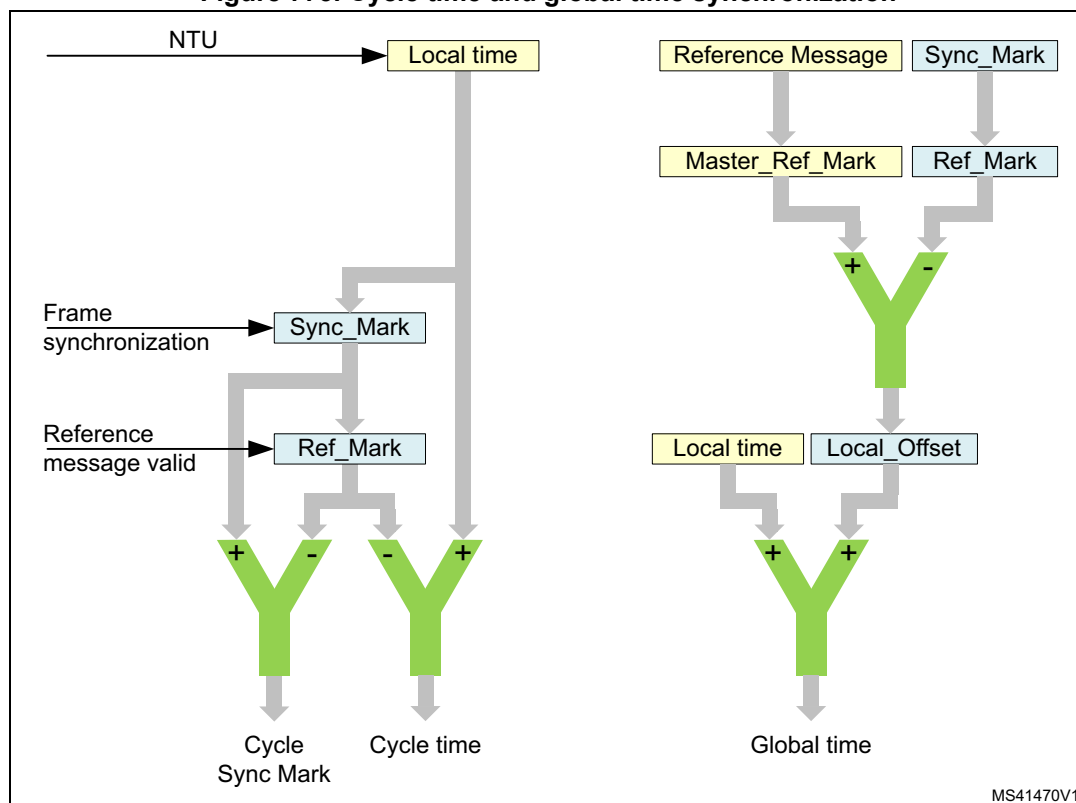 NTU
Local time
Reference Message
Sync_Mark
Master_Ref_Mark
Ref_Mark
+
-
Frame
synchronization
Sync_Mark
Reference
message valid
Ref_Mark
Local time
Local_Offset
+
-
-
+
+
+
Cycle
Sync Mark
Cycle time
Global time
MS41470V1